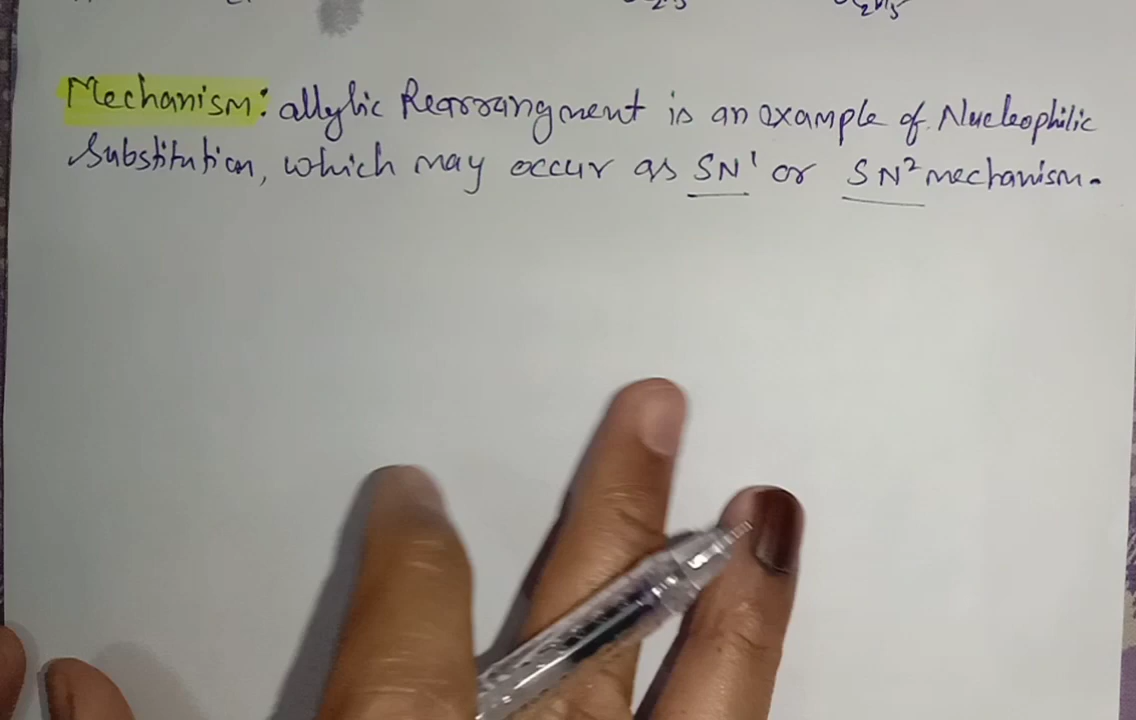 Mechanism: allylic Rearrangment is an example of Nucleophilic
Substitution, which may occur as SN¹ or SN² mechanism.